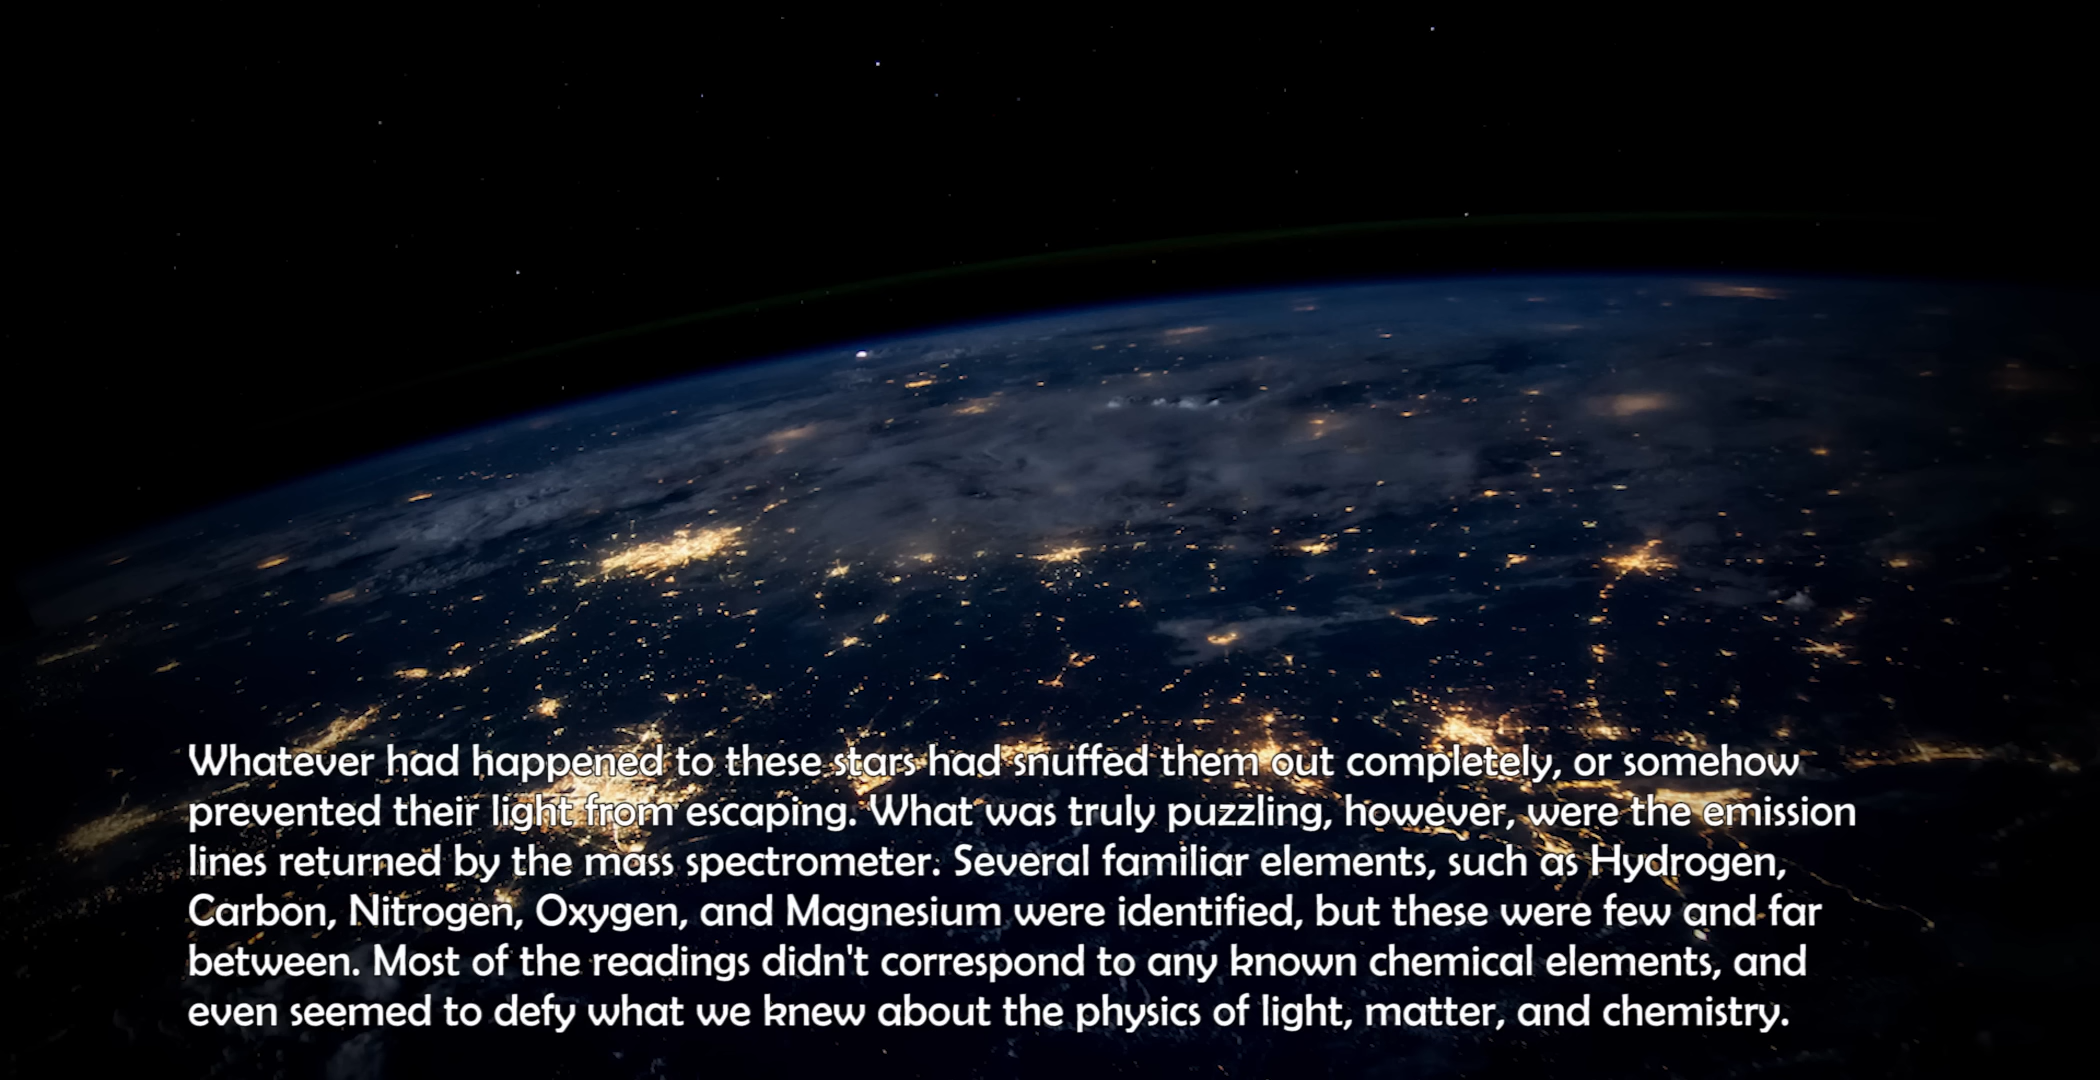 Whatever had happened to these stars had snuffed them out completely, or somehow
prevented their light from escaping. What was truly puzzling, however, were the emission
lines returned by the mass spectrometer. Several familiar elements, such as Hydrogen,
Carbon, Nitrogen, Oxygen, and Magnesium were identified, but these were few and far
between. Most of the readings didn't correspond to any known chemical elements, and
even seemed to defy what we knew about the physics of light, matter, and chemistry.